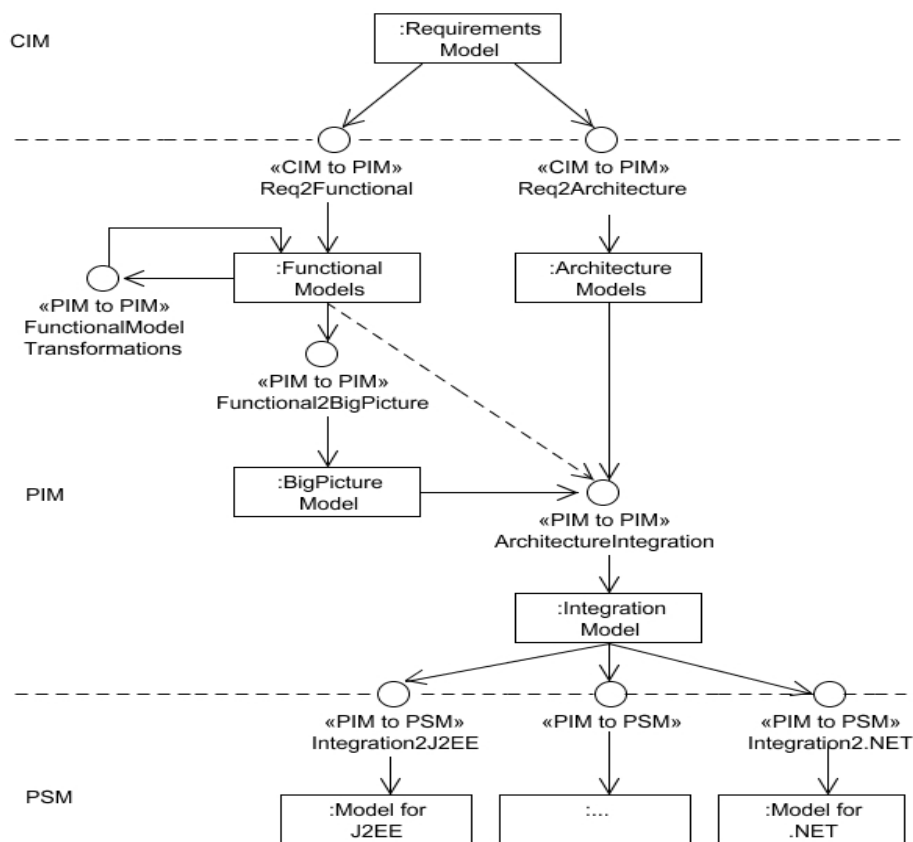 CIM
:Requirements
Model
«CIM to PIM»
Req2Functional
«CIM to PIM»
Req2Architecture
:Functional
Models
:Architecture
Models
«PIM to PIM»
FunctionalModel
Transformations
«PIM to PIM»
Functional2BigPicture
PIM
:BigPicture
Model
«PIM to PIM»
ArchitectureIntegration
:Integration
Model
«PIM to PSM»
Integration2J2EE
«PIM to PSM»
«PIM to PSM»
Integration2.NET
PSM
:Model for
J2EE
:...
:Model for
.NET